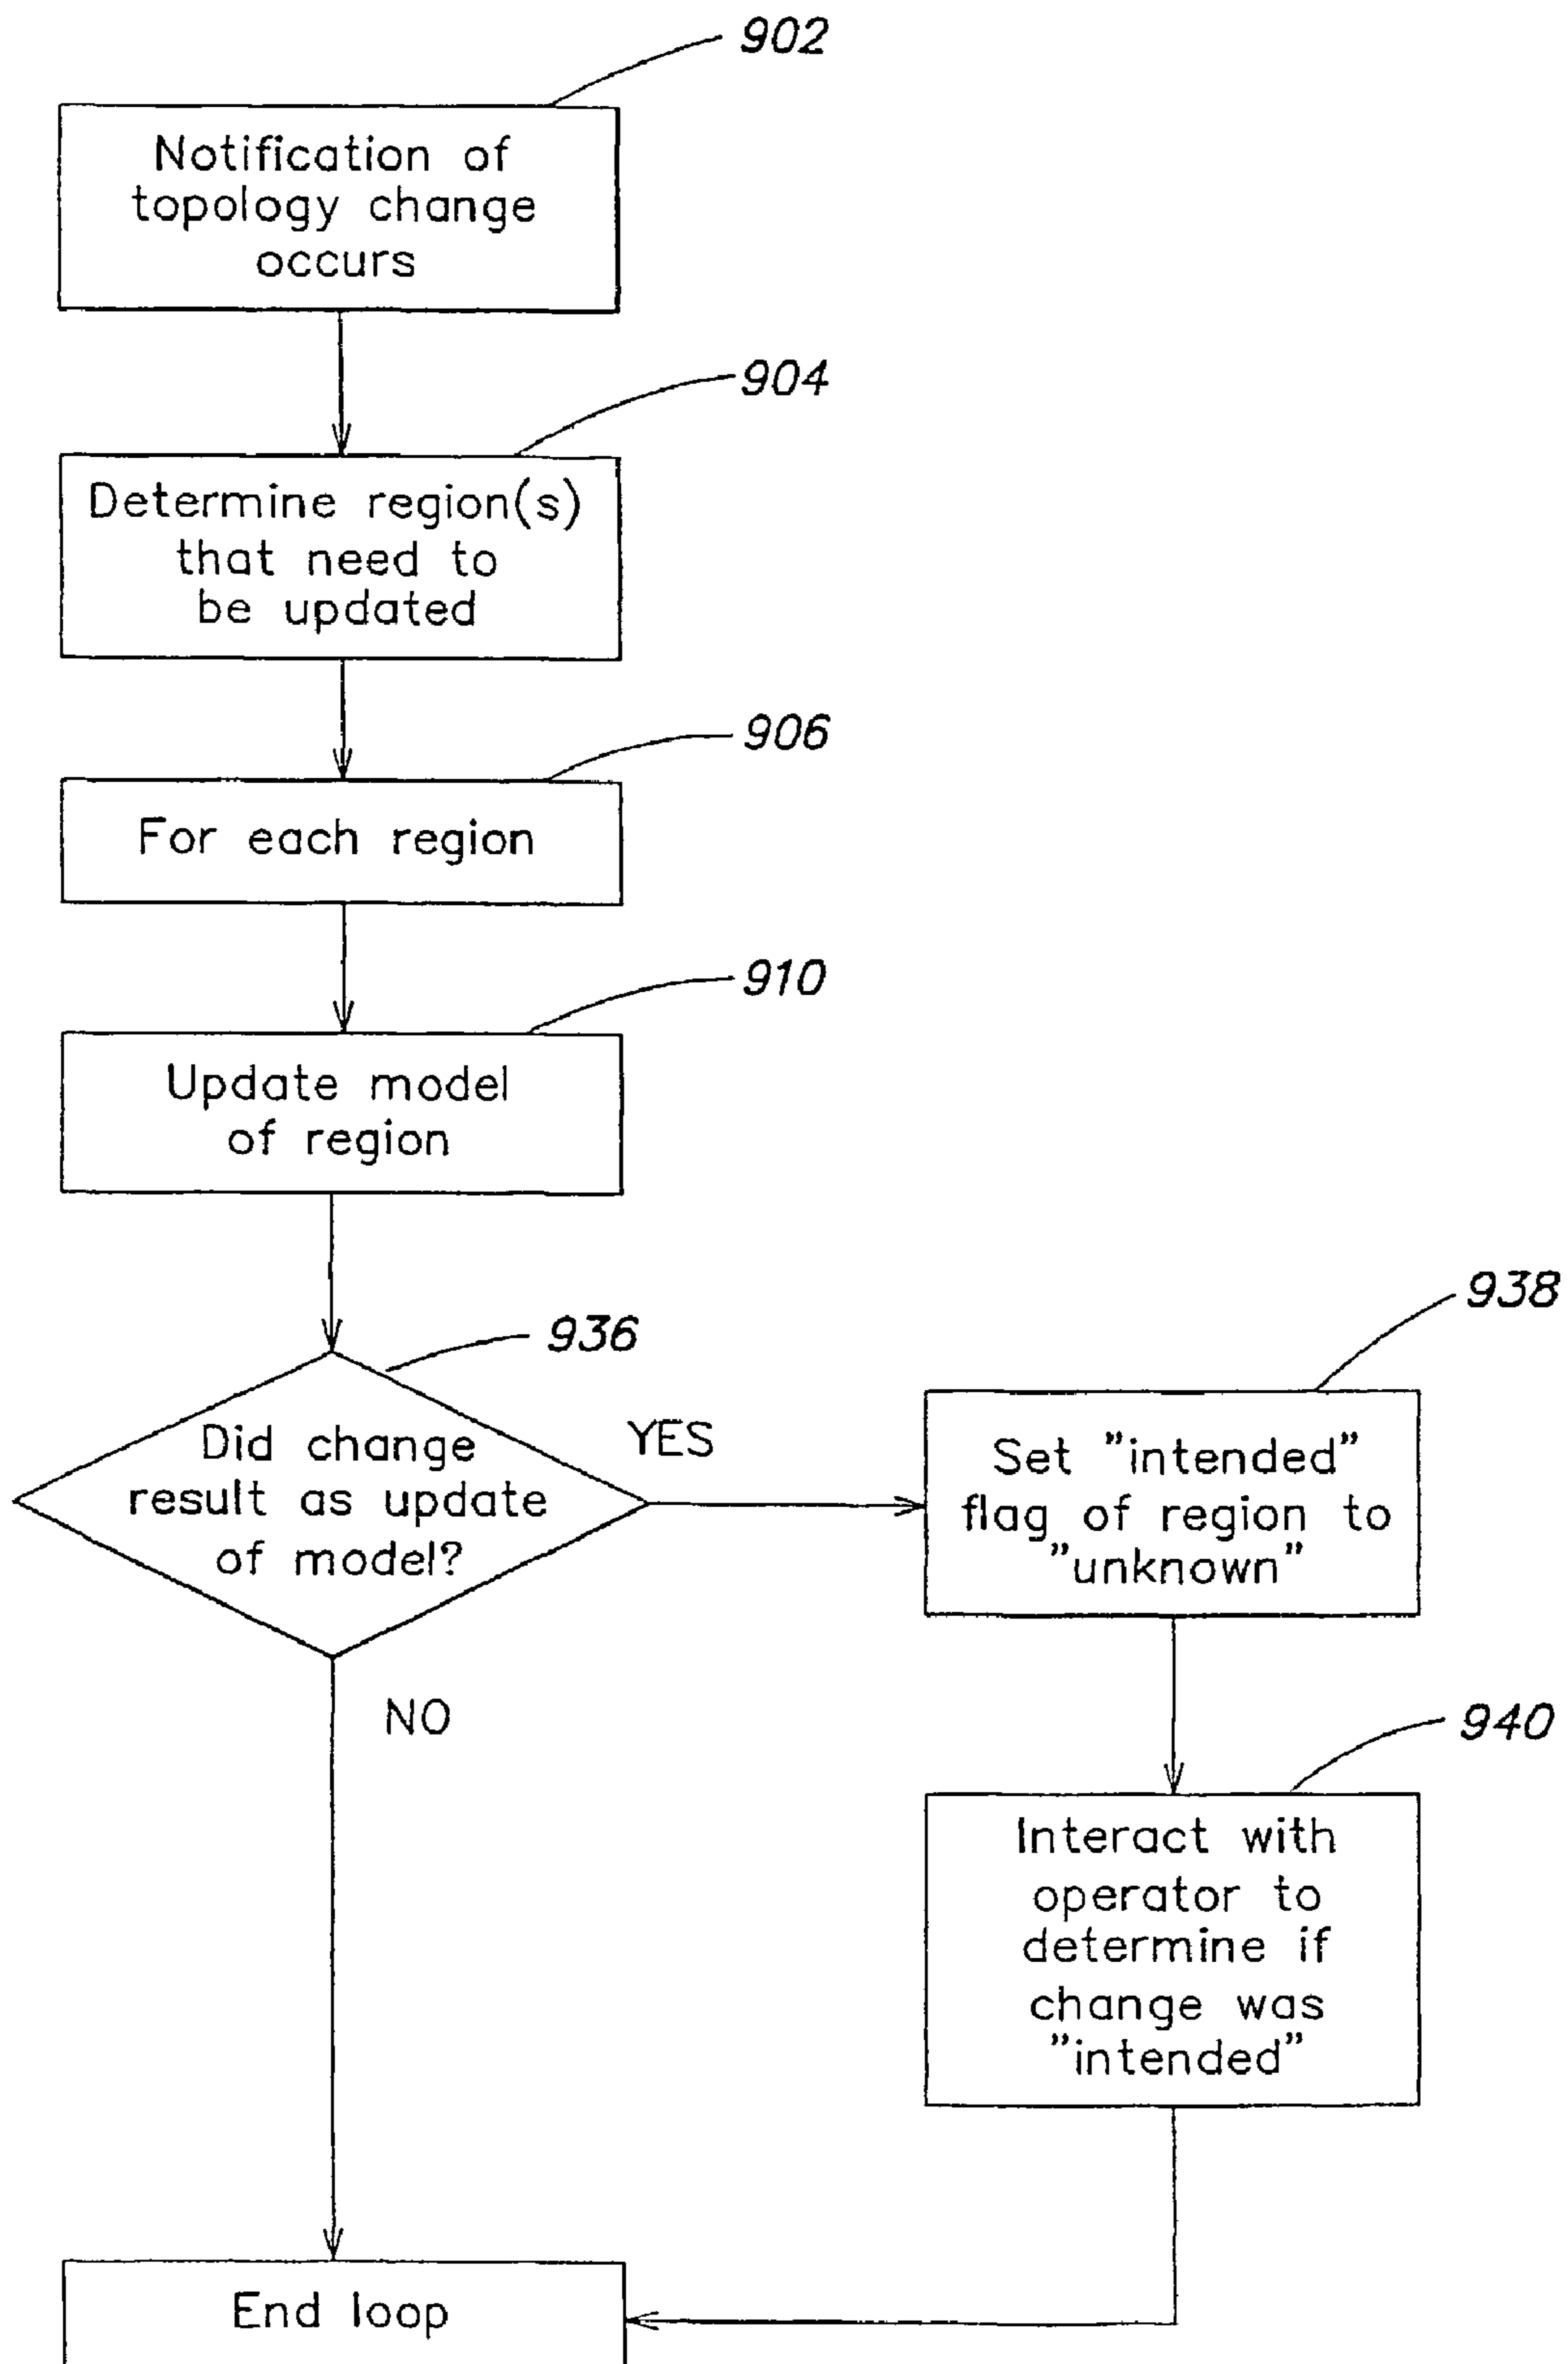 902
Notification of
topology change
occurs
904
Determine region(s)
that need to
be updated
906
For each region
910
Update model
of region
936
Did change
result as update
of model?
YES
NO
938
Set "intended"
flag of region to
"unknown"
940
Interact with
operator to
determine if
change was
"intended"
End loop